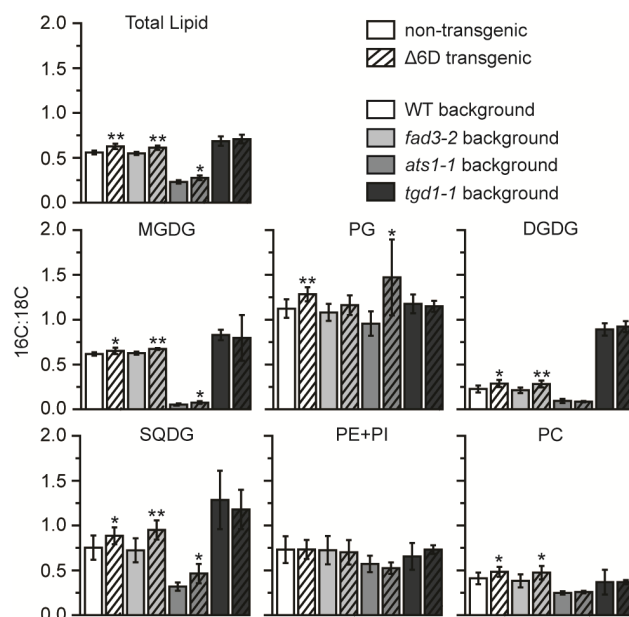 Total Lipid
non-transgenic
Δ6D transgenic
WT background
fad3-2 background
ats1-1 background
tgd1-1 background
2.0
1.5
1.0
0.5
0.0
** ** *
MGDG
PG
DGDG
16C:18C
2.0
1.5
1.0
0.5
0.0
* ** *
** *
* **
SQDG
PE+PI
PC
2.0
1.5
1.0
0.5
0.0
* ** *
* *